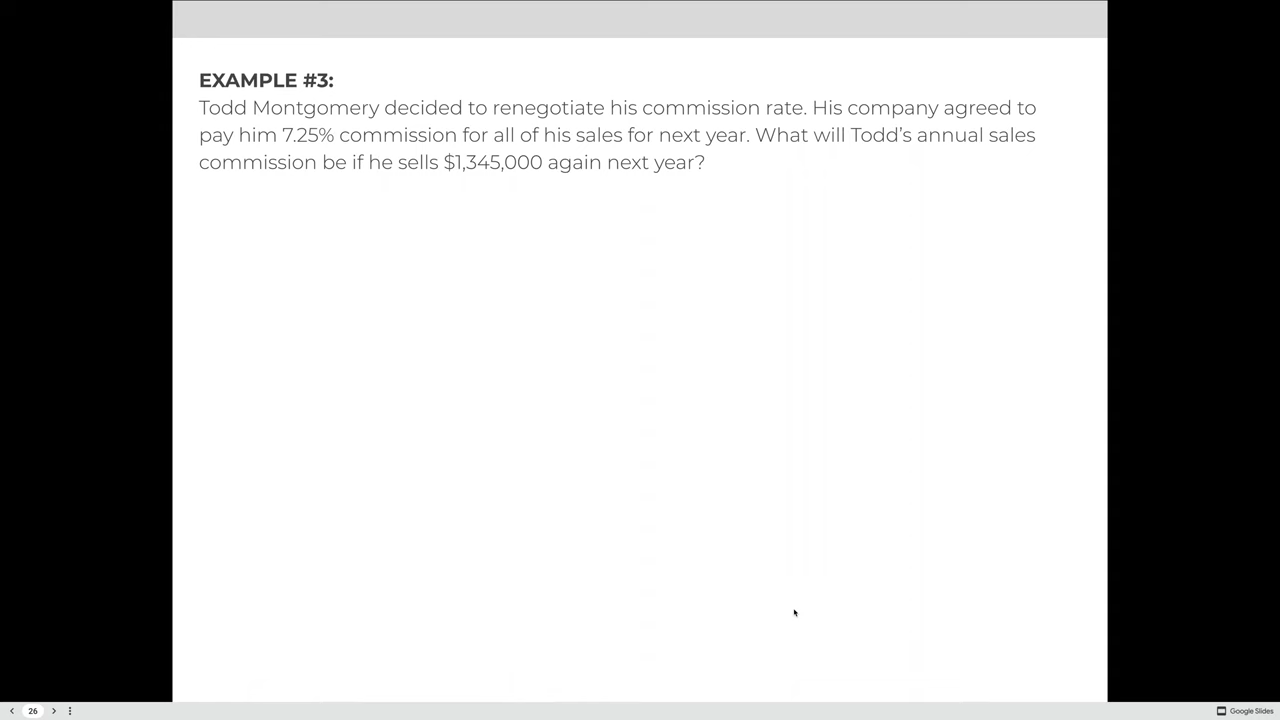 EXAMPLE #3:
Todd Montgomery decided to renegotiate his commission rate. His company agreed to
pay him 7.25% commission for all of his sales for next year. What will Todd’s annual sales
commission be if he sells $1,345,000 again next year?
26
Google Slides